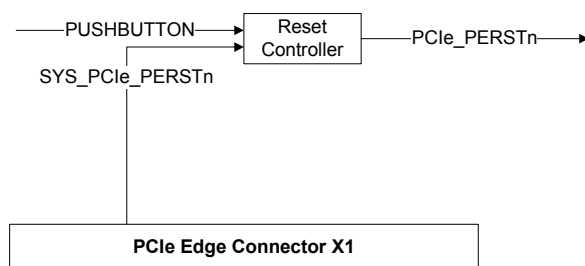 PUSHBUTTON
Reset
Controller
PCIe_PERSTn
SYS_PCIe_PERSTn
PCIe Edge Connector X1